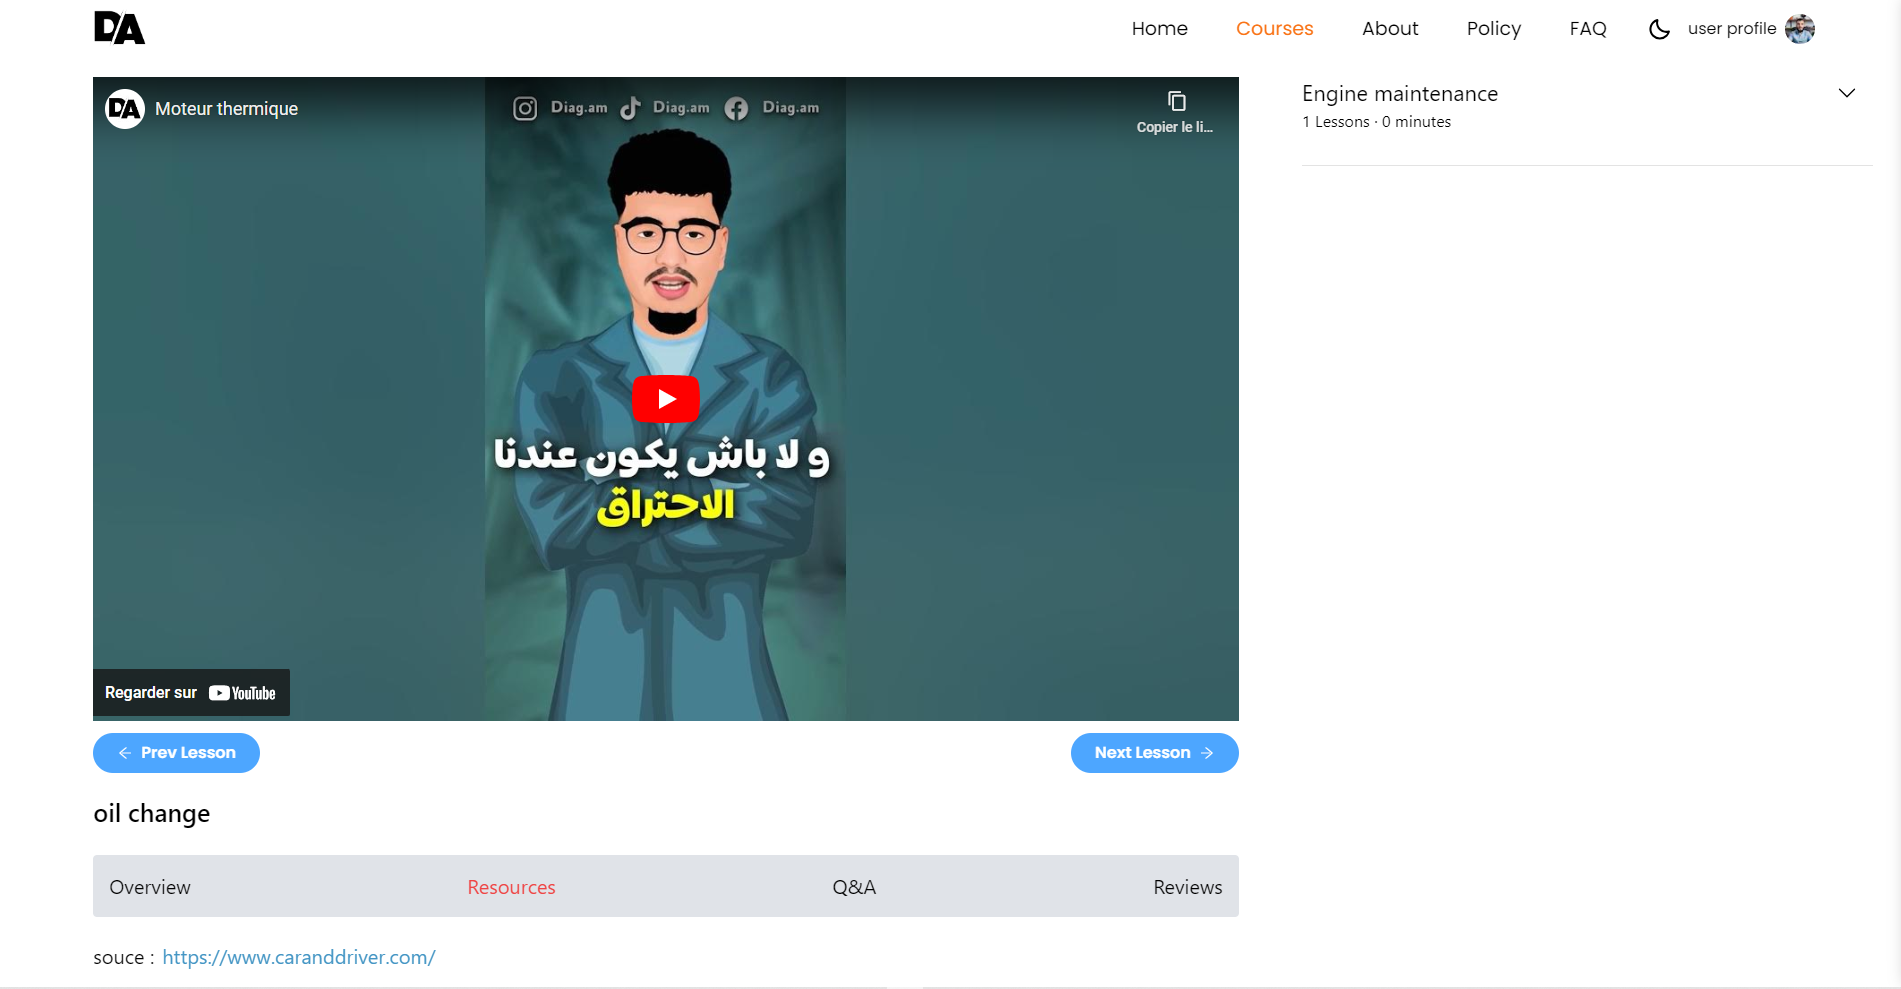 DA
Home
Courses
About
Policy
FAQ
user profile
DA
Moteur thermique
Diag.am
Diag.am
Diag.am
Copier le li...
و لا باش يكون عندنا
الاحتراق
Regarder sur YouTube
Engine maintenance
1 Lessons · 0 minutes
Prev Lesson
Next Lesson
oil change
Overview
Resources
Q&A
Reviews
souce : https://www.caranddriver.com/